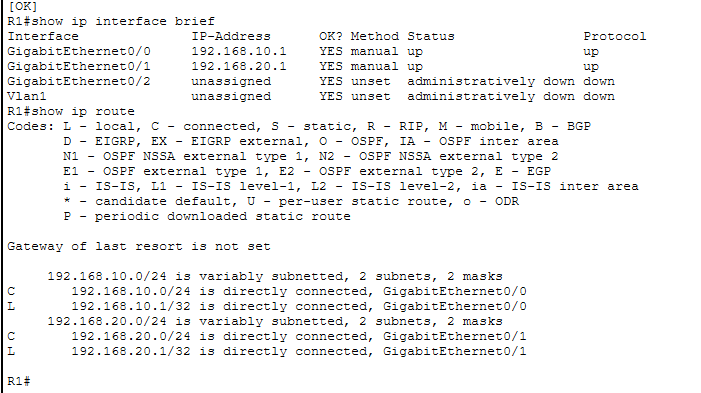 [OK]
R1#show ip interface brief
Interface              IP-Address      OK? Method Status                Protocol
GigabitEthernet0/0     192.168.10.1    YES manual up                    up
GigabitEthernet0/1     192.168.20.1    YES manual up                    up
GigabitEthernet0/2     unassigned      YES unset  administratively down down
Vlan1                  unassigned      YES unset  administratively down down
R1#show ip route
Codes: L - local, C - connected, S - static, R - RIP, M - mobile, B - BGP
       D - EIGRP, EX - EIGRP external, O - OSPF, IA - OSPF inter area
       N1 - OSPF NSSA external type 1, N2 - OSPF NSSA external type 2
       E1 - OSPF external type 1, E2 - OSPF external type 2, E - EGP
       i - IS-IS, L1 - IS-IS level-1, L2 - IS-IS level-2, ia - IS-IS inter area
       * - candidate default, U - per-user static route, o - ODR
       P - periodic downloaded static route

Gateway of last resort is not set

     192.168.10.0/24 is variably subnetted, 2 subnets, 2 masks
C       192.168.10.0/24 is directly connected, GigabitEthernet0/0
L       192.168.10.1/32 is directly connected, GigabitEthernet0/0
     192.168.20.0/24 is variably subnetted, 2 subnets, 2 masks
C       192.168.20.0/24 is directly connected, GigabitEthernet0/1
L       192.168.20.1/32 is directly connected, GigabitEthernet0/1

R1#